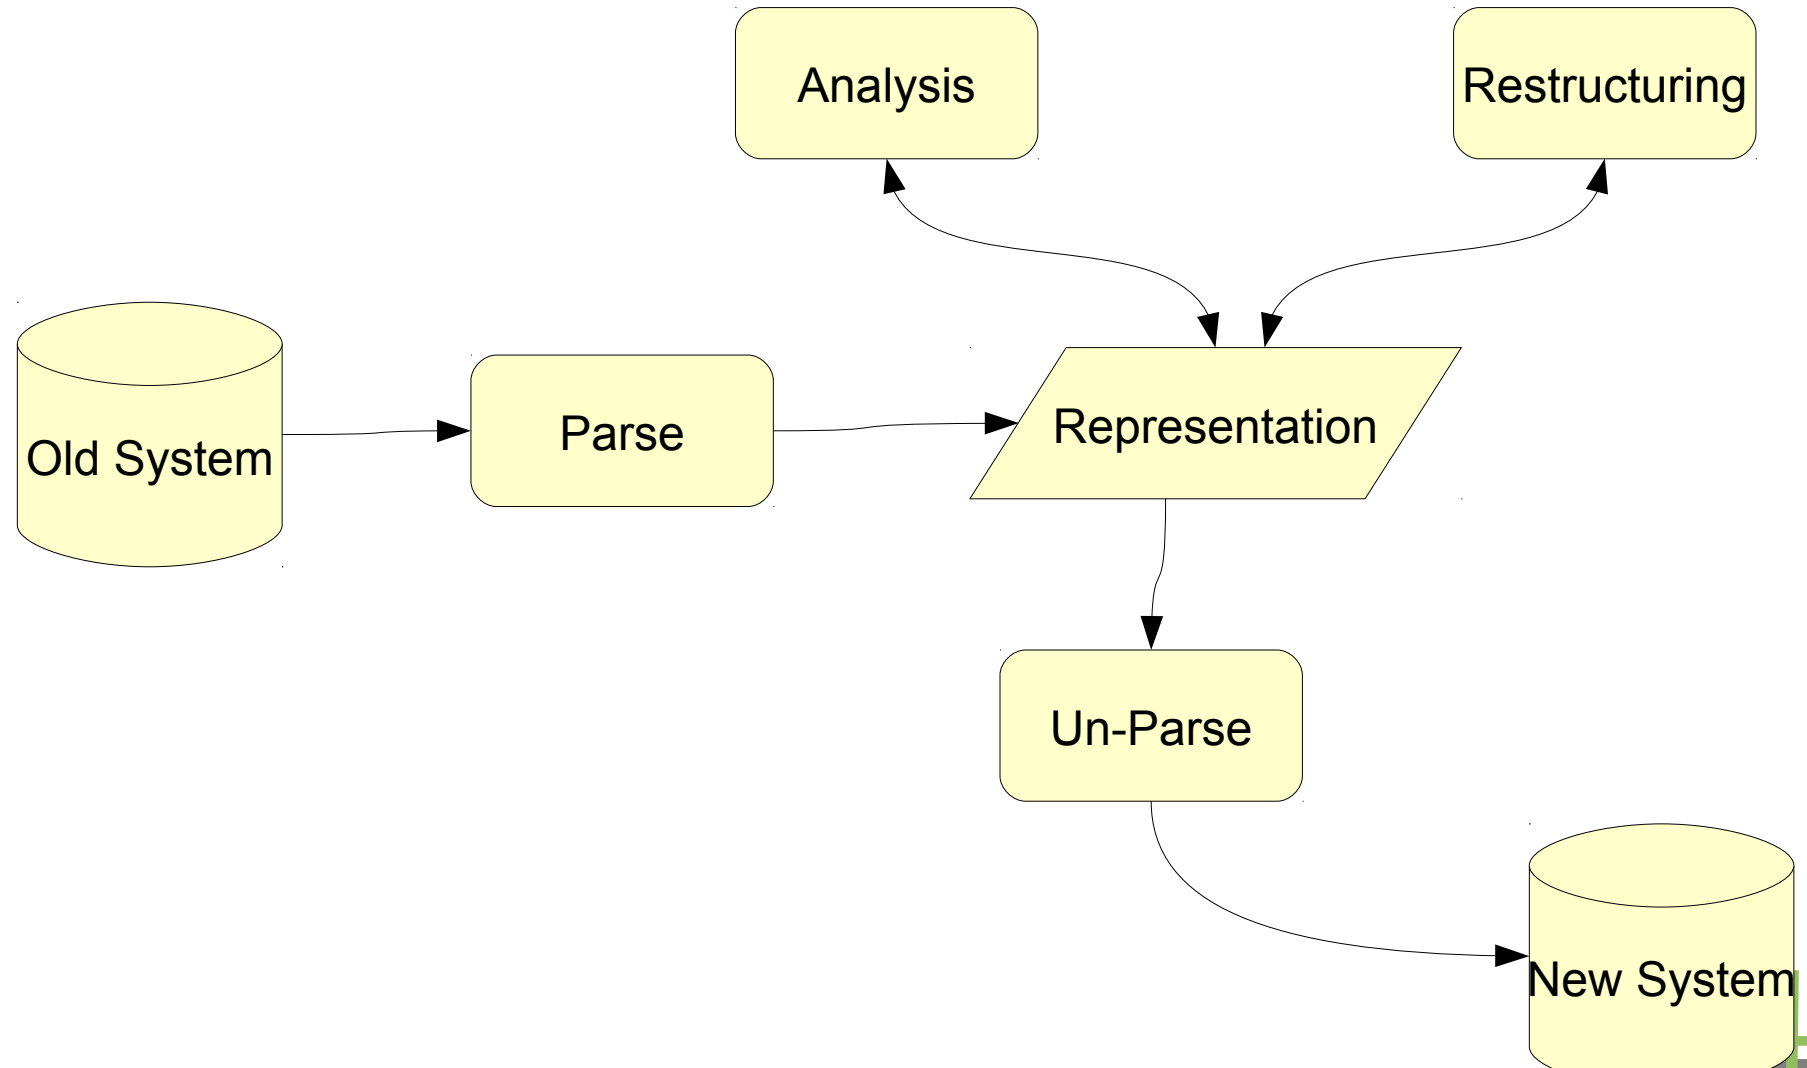 Analysis
Restructuring
Old System
Parse
Representation
Un-Parse
New System